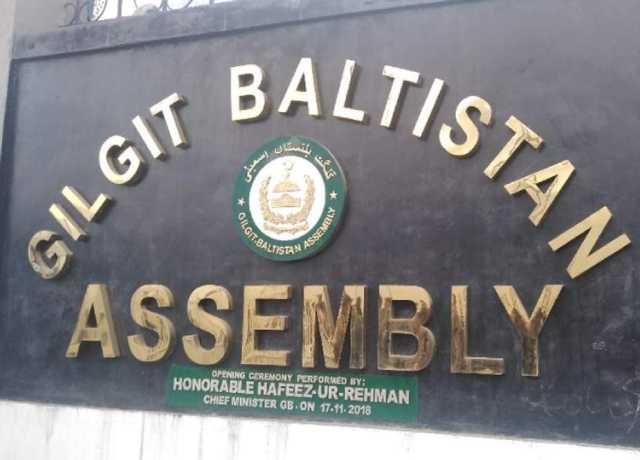 GILGIT BALTISTAN
گلگت بلتستان اسمبلی
GILGIT-BALTISTAN ASSEMBLY
ASSEMBLY
OPENING CEREMONY PERFORMED BY:
HONORABLE HAFEEZ-UR-REHMAN
CHIEF MINISTER GB. ON 17-11-2018